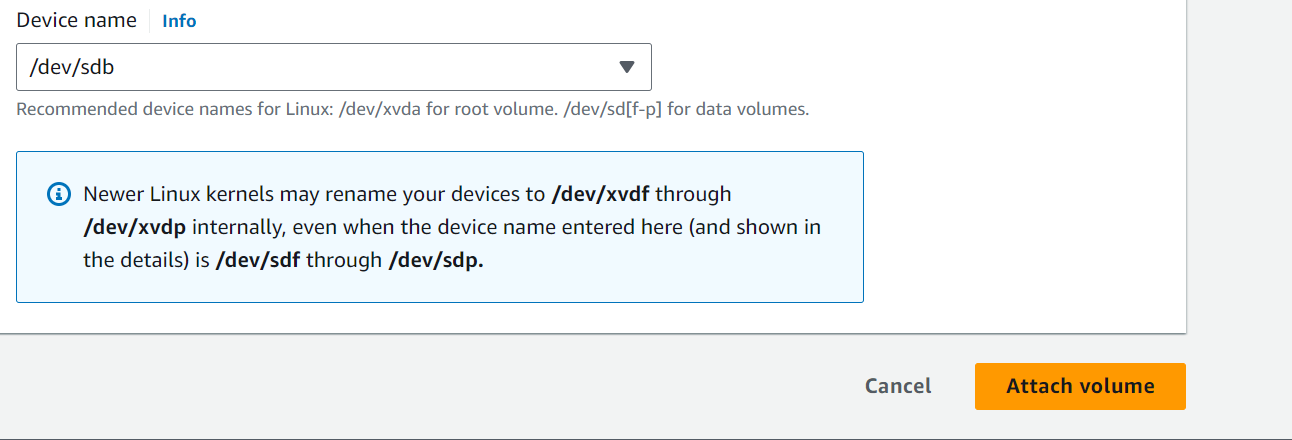 Device name Info
/dev/sdb
Recommended device names for Linux: /dev/xvda for root volume. /dev/sd[f-p] for data volumes.
Newer Linux kernels may rename your devices to /dev/xvdf through
/dev/xvdp internally, even when the device name entered here (and shown in
the details) is /dev/sdf through /dev/sdp.
Cancel Attach volume